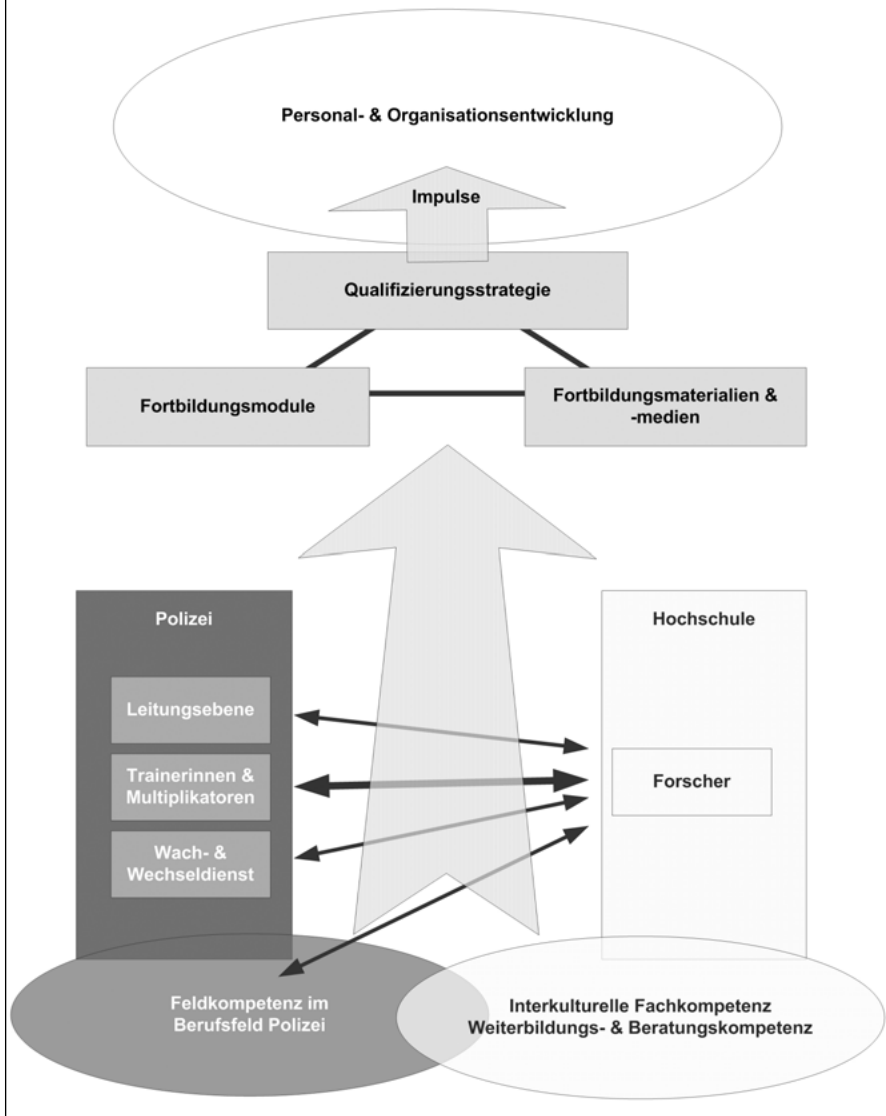 Personal- & Organisationsentwicklung
Impulse
Qualifizierungsstrategie
Fortbildungsmodule
Fortbildungsmaterialien &
-medien
Polizei
Hochschule
Leitungsebene
Trainerinnen &
Multiplikatoren
Forscher
Wach- &
Wechseldienst
Feldkompetenz im
Berufsfeld Polizei
Interkulturelle Fachkompetenz
Weiterbildungs- & Beratungskompetenz